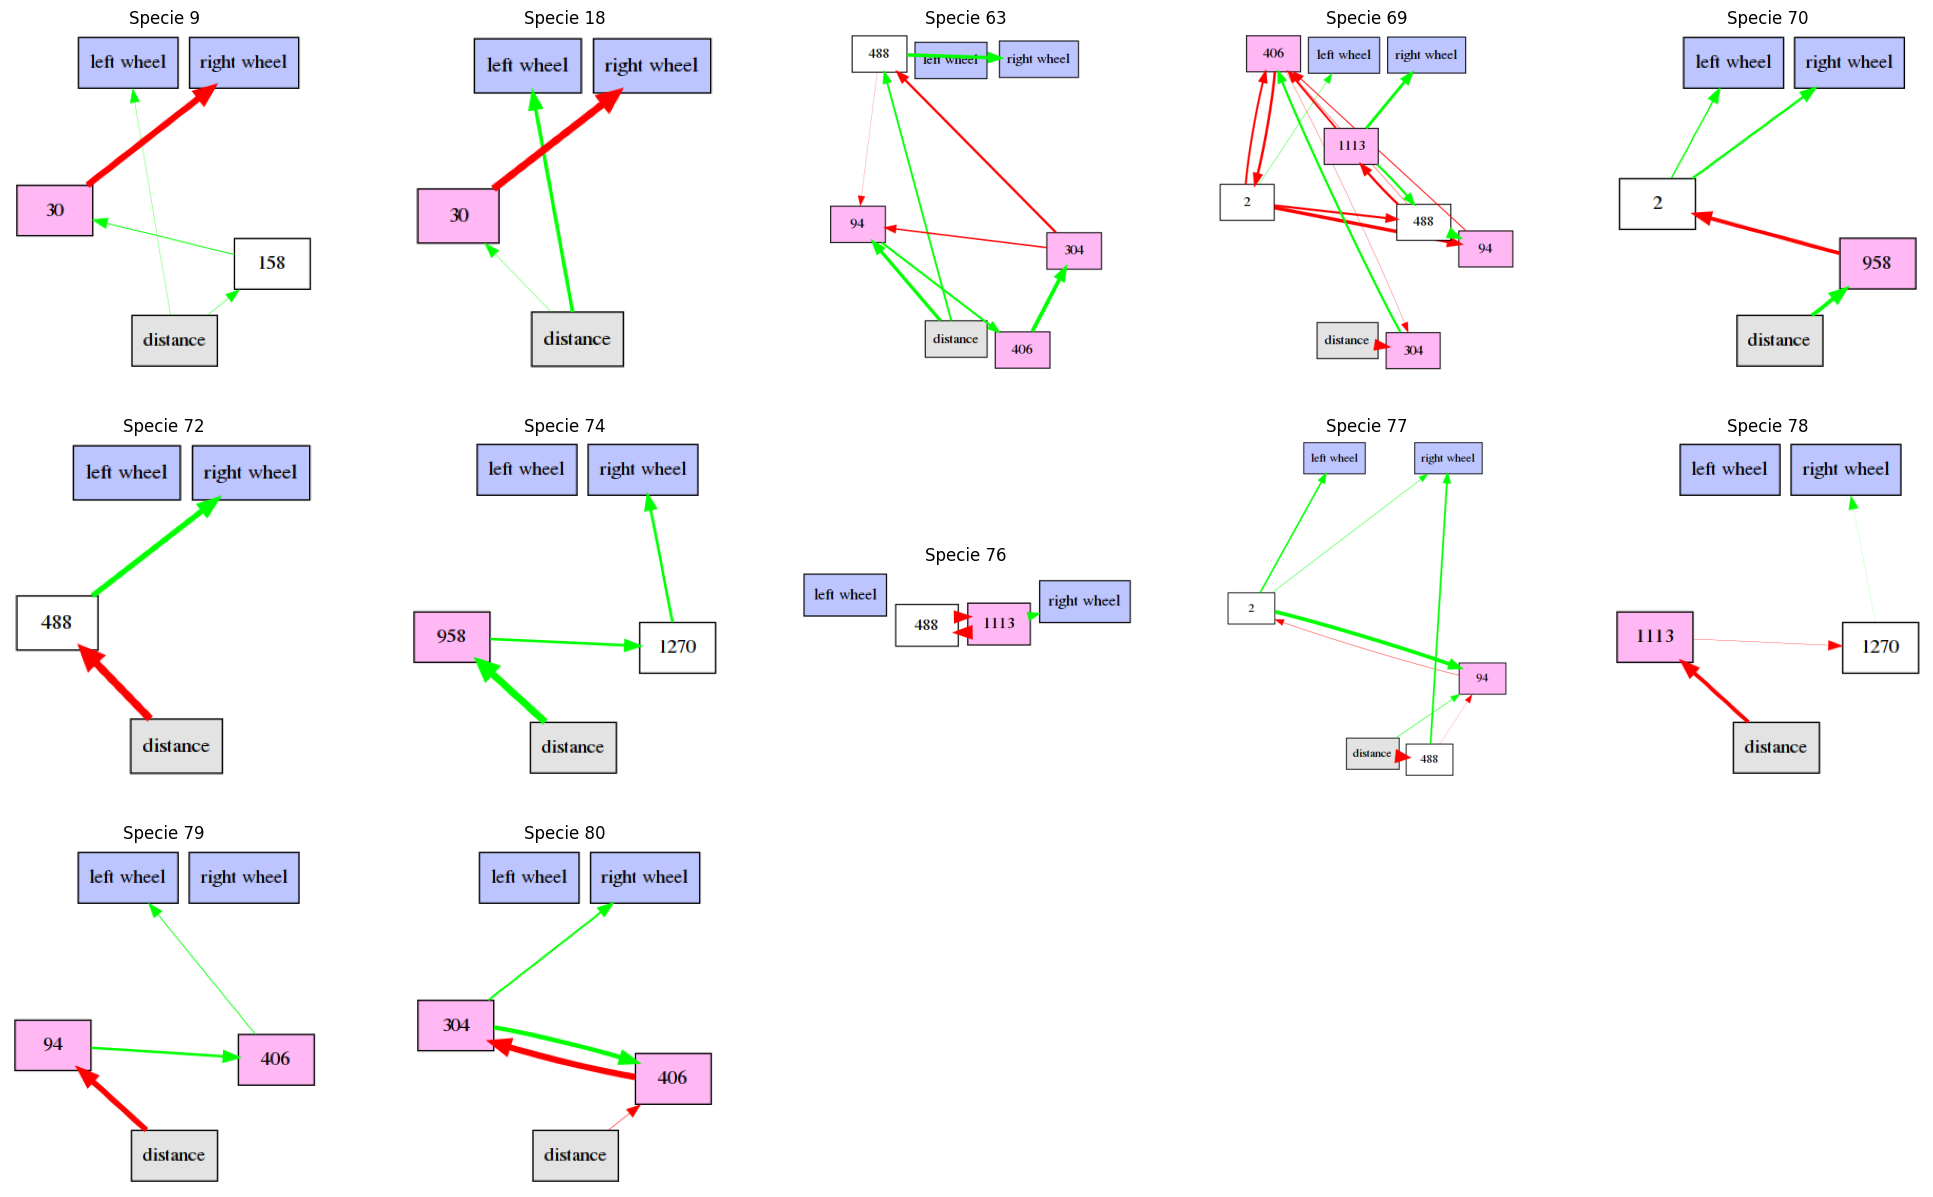 Specie 9
left wheel
right wheel
30
158
distance
Specie 18
left wheel
right wheel
30
distance
Specie 63
488
left wheel
right wheel
94
304
distance
406
Specie 69
406
left wheel
right wheel
1113
2
488
94
distance
304
Specie 70
left wheel
right wheel
2
958
distance
Specie 72
left wheel
right wheel
488
distance
Specie 74
left wheel
right wheel
958
1270
distance
Specie 76
left wheel
488
1113
right wheel
Specie 77
left wheel
right wheel
2
94
distance
488
Specie 78
left wheel
right wheel
1113
1270
distance
Specie 79
left wheel
right wheel
94
406
distance
Specie 80
left wheel
right wheel
304
406
distance